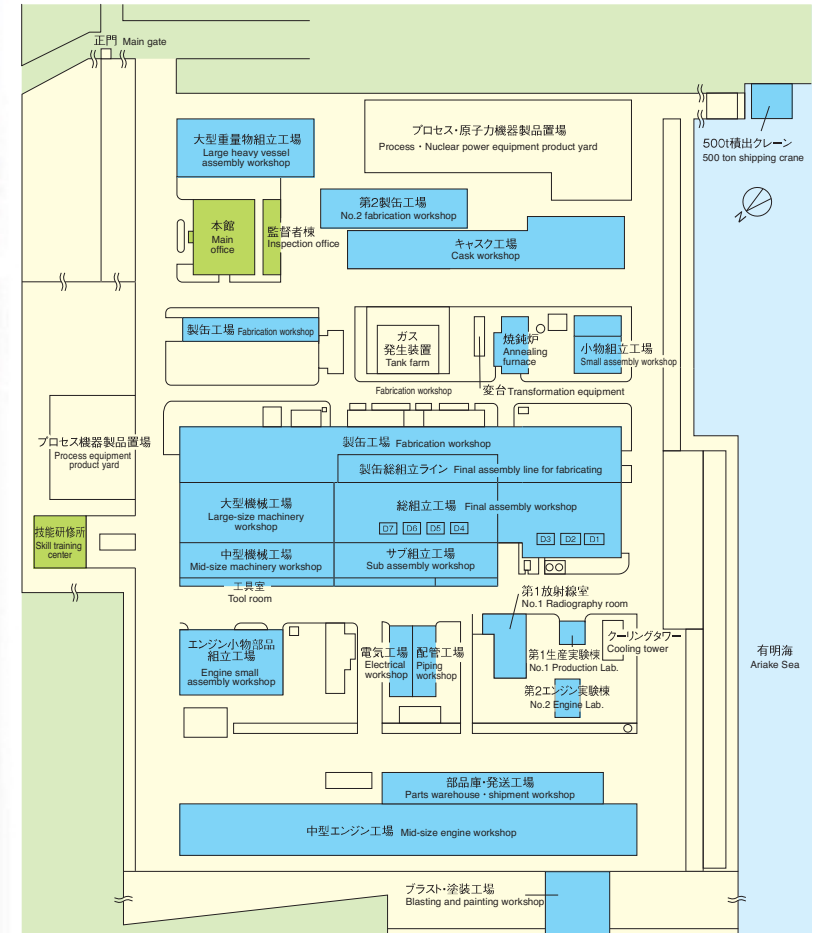 正門 Main gate
大型重量物組立工場
Large heavy vessel
assembly workshop
プロセス・原子力機器製品置場
Process・Nuclear power equipment product yard
500t積出クレーン
500 ton shipping crane
N
第2製缶工場
No.2 fabrication workshop
本館
Main
office
監督者棟
Inspection office
キャスク工場
Cask workshop
製缶工場 Fabrication workshop
ガス
発生装置
Tank farm
焼鈍炉
Annealing
furnace
小物組立工場
Small assembly workshop
Fabrication workshop
変台 Transformation equipment
プロセス機器製品置場
Process equipment
product yard
製缶工場 Fabrication workshop
製缶総組立ライン Final assembly line for fabricating
大型機械工場
Large-size machinery
workshop
総組立工場 Final assembly workshop
D7 D6 D5 D4
D3 D2 D1
技能研修所
Skill training
center
中型機械工場
Mid-size machinery workshop
サブ組立工場
Sub assembly workshop
工具室
Tool room
第1放射線室
No.1 Radiography room
エンジン小物部品
組立工場
Engine small
assembly workshop
電気工場
Electrical
workshop
配管工場
Piping
workshop
第1生産実験棟
No.1 Production Lab.
クーリングタワー
Cooling tower
第2エンジン実験棟
No.2 Engine Lab.
有明海
Ariake Sea
部品庫・発送工場
Parts warehouse・shipment workshop
中型エンジン工場 Mid-size engine workshop
ブラスト・塗装工場
Blasting and painting workshop